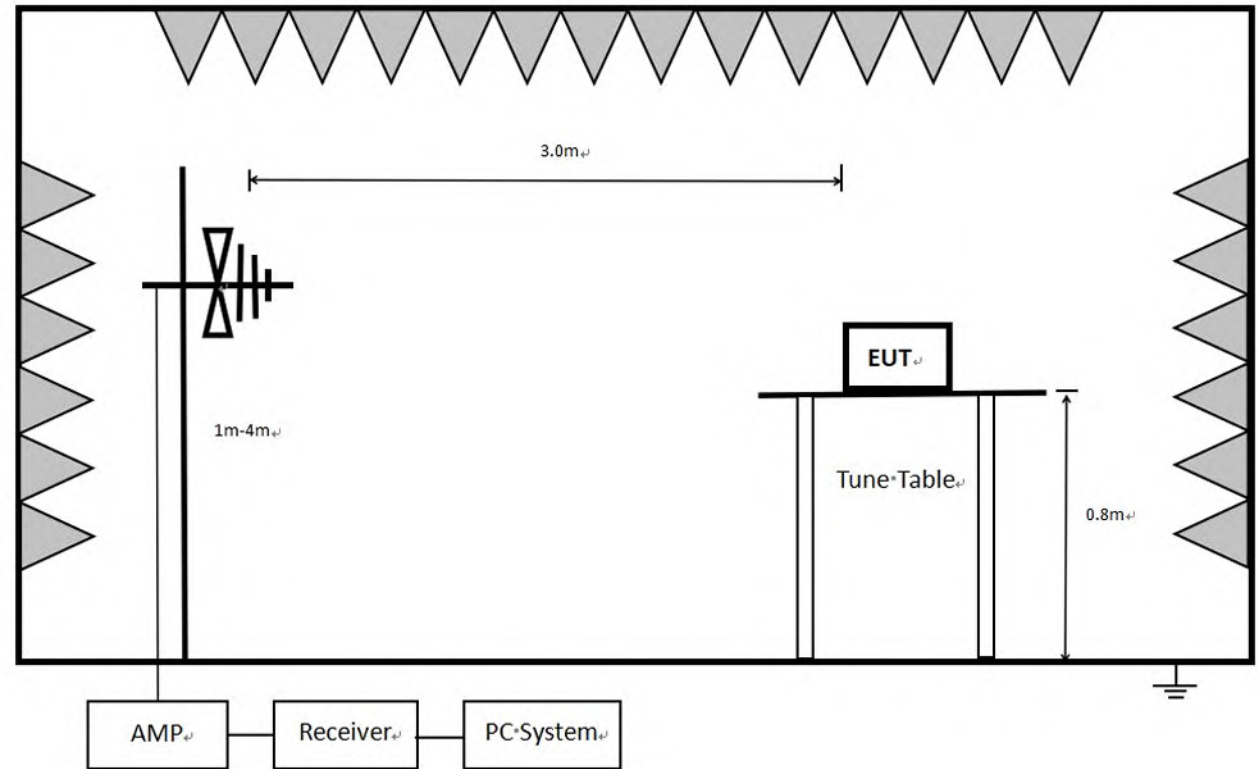 3.0m↵
EUT↵
1m-4m↵
Tune·Table↵
0.8m↵
AMP↵
Receiver↵
PC·System↵